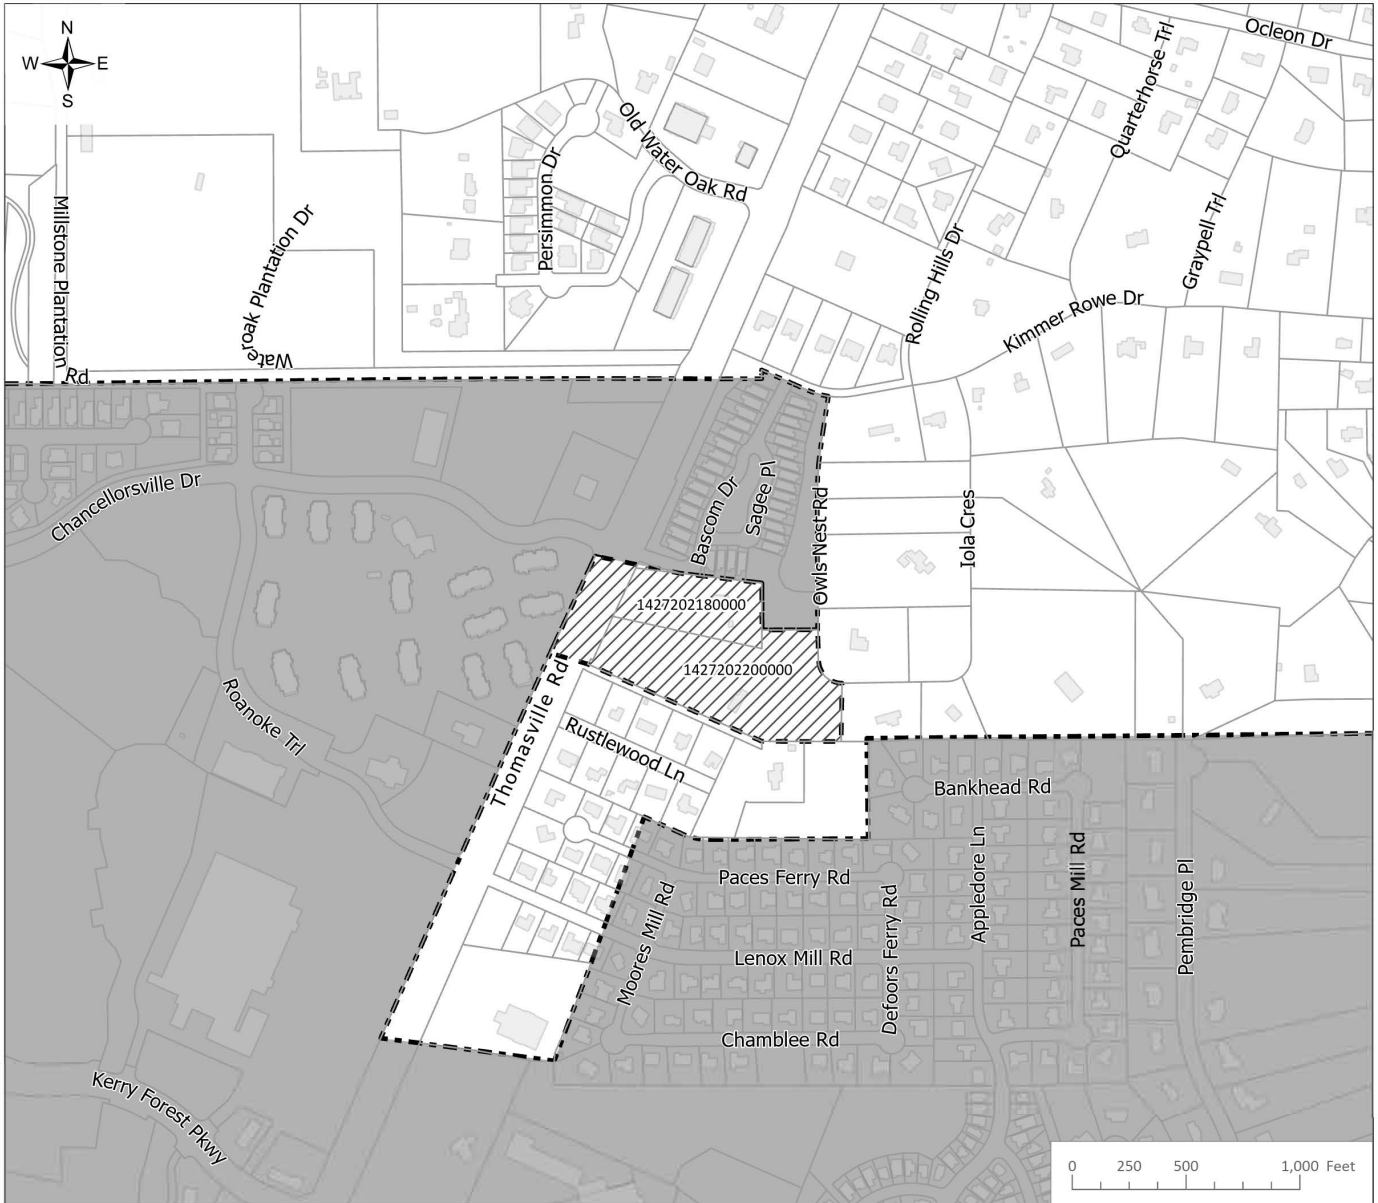 N
W E
S
Ocleon Dr
Quarterhorse Trl
Old Water Oak Rd
Persimmon Dr
Millstone Plantation
Rd
Wateroak Plantation Dr
Graypell Trl
Rolling Hills Dr
Kimmer Rowe Dr
Chancellorsville Dr
Bascom Dr
Sagee Pl
Owls Nest Rd
Iola Cres
1427202180000
1427202200000
Roanoke Trl
Thomasville Rd
Rustlewood Ln
Bankhead Rd
Appledore Ln
Paces Mill Rd
Pembridge Pl
Paces Ferry Rd
Defoors Ferry Rd
Moores Mill Rd
Lenox Mill Rd
Chamblee Rd
Kerry Forest Pkwy
0 250 500 1,000 Feet